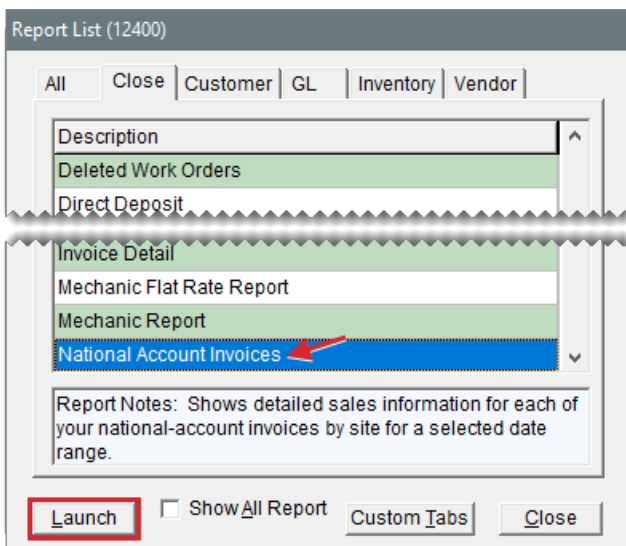 Report List (12400)
All Close Customer GL Inventory Vendor
Description
Deleted Work Orders
Direct Deposit
Invoice Detail
Mechanic Flat Rate Report
Mechanic Report
National Account Invoices
Report Notes: Shows detailed sales information for each of
your national-account invoices by site for a selected date
range.
Launch Show All Report Custom Tabs Close